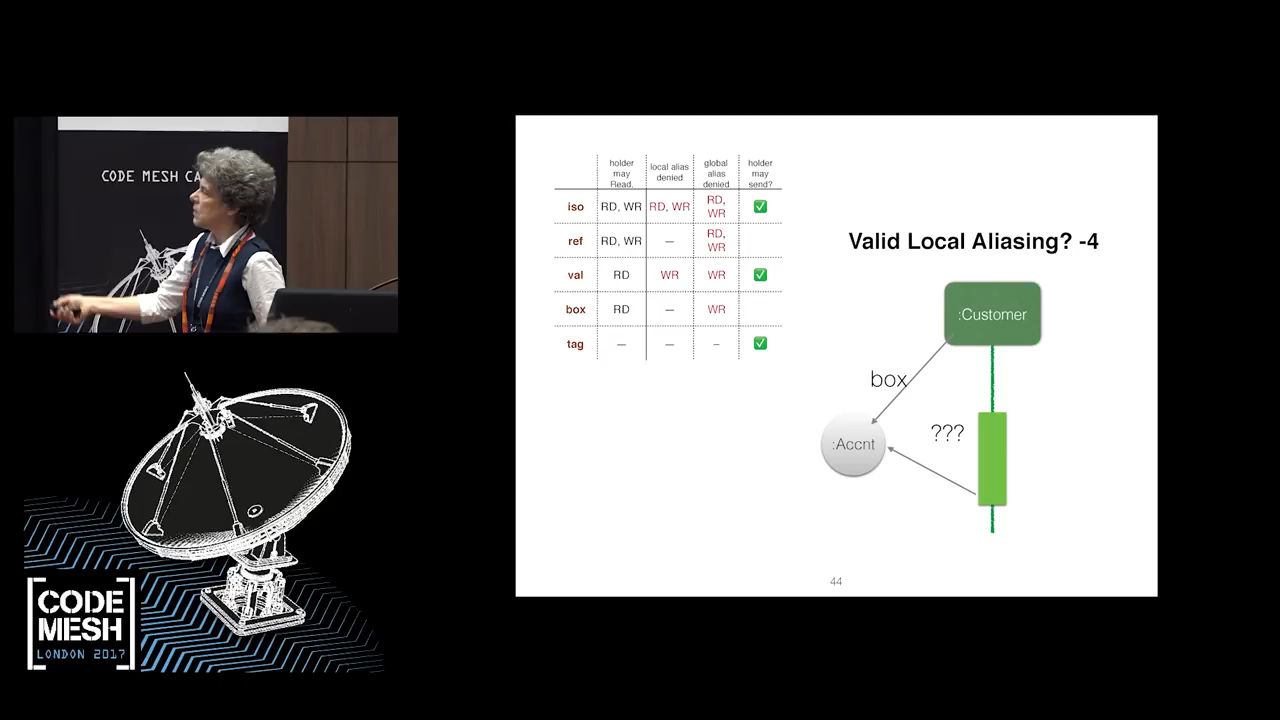 CODE MESH CA
holder may Read.
local alias denied
global alias denied
holder may send?
iso RD, WR RD, WR RD, WR ✅
ref RD, WR — RD, WR
val RD WR WR ✅
box RD — WR
tag — — – ✅
Valid Local Aliasing? -4
:Customer
box
???
:Accnt
44
CODE
MESH
LONDON 2017